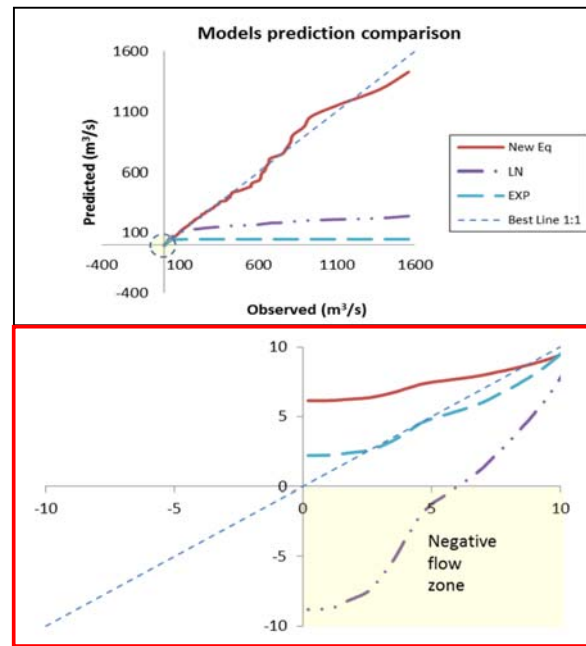 Models prediction comparison
1600
1100
600
100
-400
-400 100 600 1100 1600
Predicted (m³/s)
Observed (m³/s)
New Eq
LN
EXP
Best Line 1:1
10
5
0
-10 -5 0 5 10
-5
-10
Negative
flow
zone